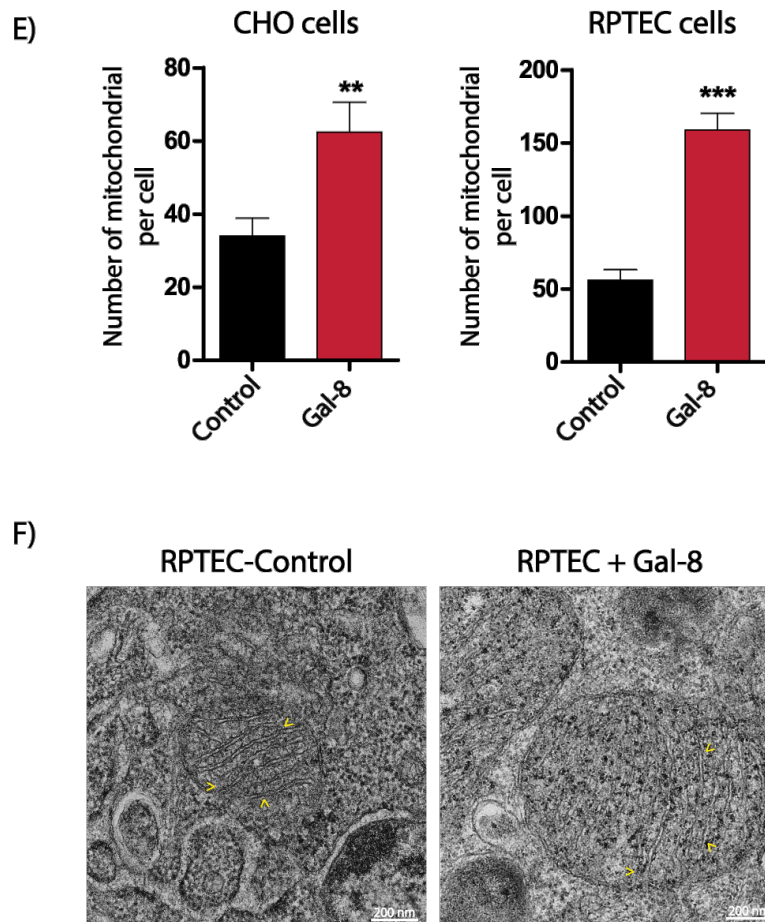 E)
CHO cells
Number of mitochondrial
per cell
80
60
40
20
0
**
Control
Gal-8
RPTEC cells
Number of mitochondrial
per cell
200
150
100
50
0
***
Control
Gal-8
F)
RPTEC-Control
RPTEC + Gal-8
200 nm
200 nm